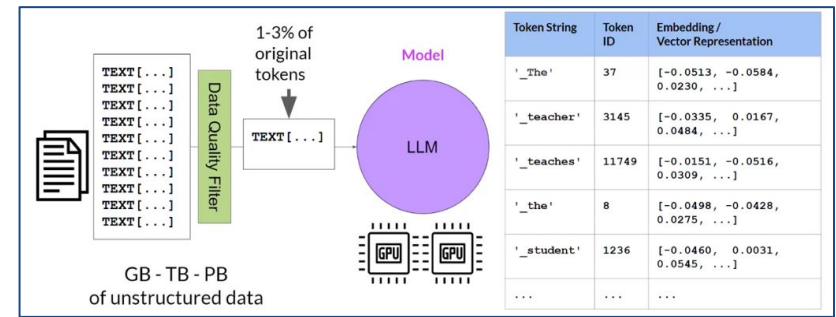 1-3% of
original
tokens
Model
TEXT[...]
TEXT[...]
TEXT[...]
TEXT[...]
TEXT[...]
TEXT[...]
TEXT[...]
TEXT[...]
TEXT[...]
Data Quality Filter
TEXT[...]
LLM
GPU GPU
GB - TB - PB
of unstructured data
Token String Token ID Embedding / Vector Representation
'_The' 37 [-0.0513, -0.0584,
0.0230, ...]
'_teacher' 3145 [-0.0335, 0.0167,
0.0484, ...]
'_teaches' 11749 [-0.0151, -0.0516,
0.0309, ...]
'_the' 8 [-0.0498, -0.0428,
0.0275, ...]
'_student' 1236 [-0.0460, 0.0031,
0.0545, ...]
... ... ...